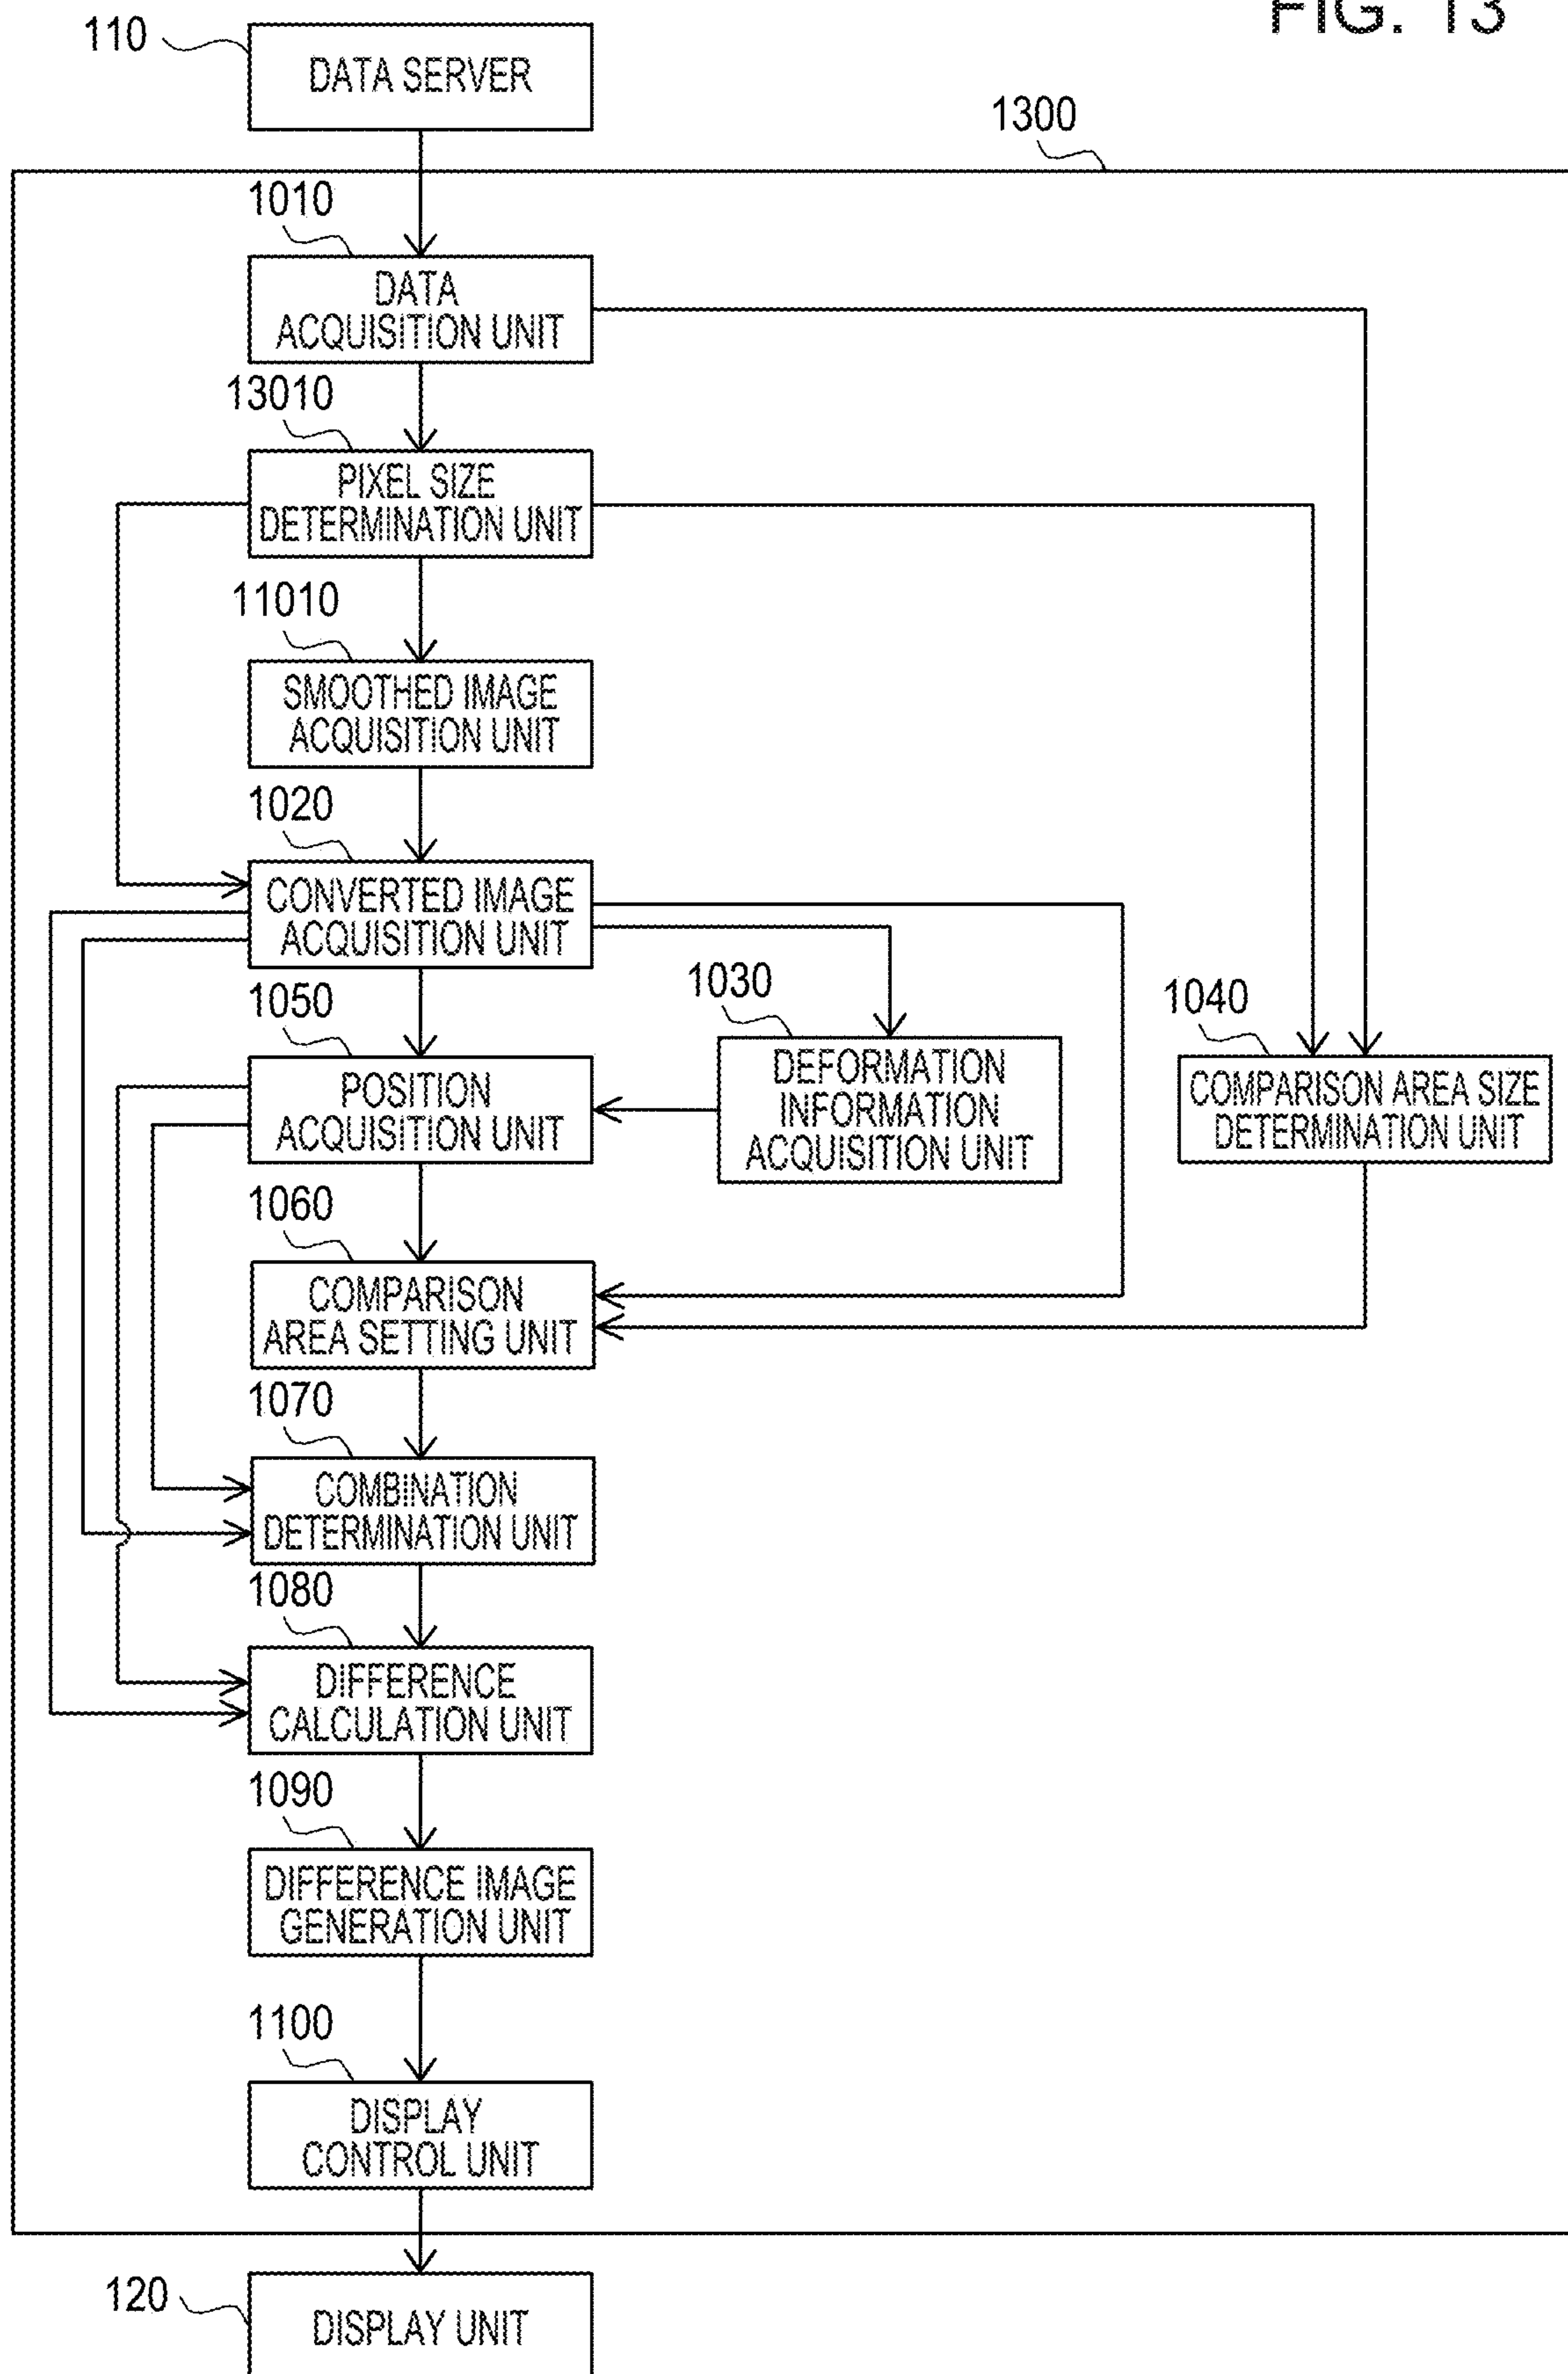 FIG. 13
110
DATA SERVER
1300
1010
DATA
ACQUISITION UNIT
13010
PIXEL SIZE
DETERMINATION UNIT
11010
SMOOTHED IMAGE
ACQUISITION UNIT
1020
CONVERTED IMAGE
ACQUISITION UNIT
1050
POSITION
ACQUISITION UNIT
1030
DEFORMATION
INFORMATION
ACQUISITION UNIT
1040
COMPARISON AREA SIZE
DETERMINATION UNIT
1060
COMPARISON
AREA SETTING UNIT
1070
COMBINATION
DETERMINATION UNIT
1080
DIFFERENCE
CALCULATION UNIT
1090
DIFFERENCE IMAGE
GENERATION UNIT
1100
DISPLAY
CONTROL UNIT
120
DISPLAY UNIT